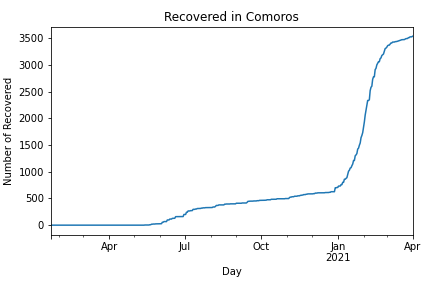 Recovered in Comoros
Number of Recovered
3500
3000
2500
2000
1500
1000
500
0
Apr
Jul
Oct
Jan
2021
Apr
Day